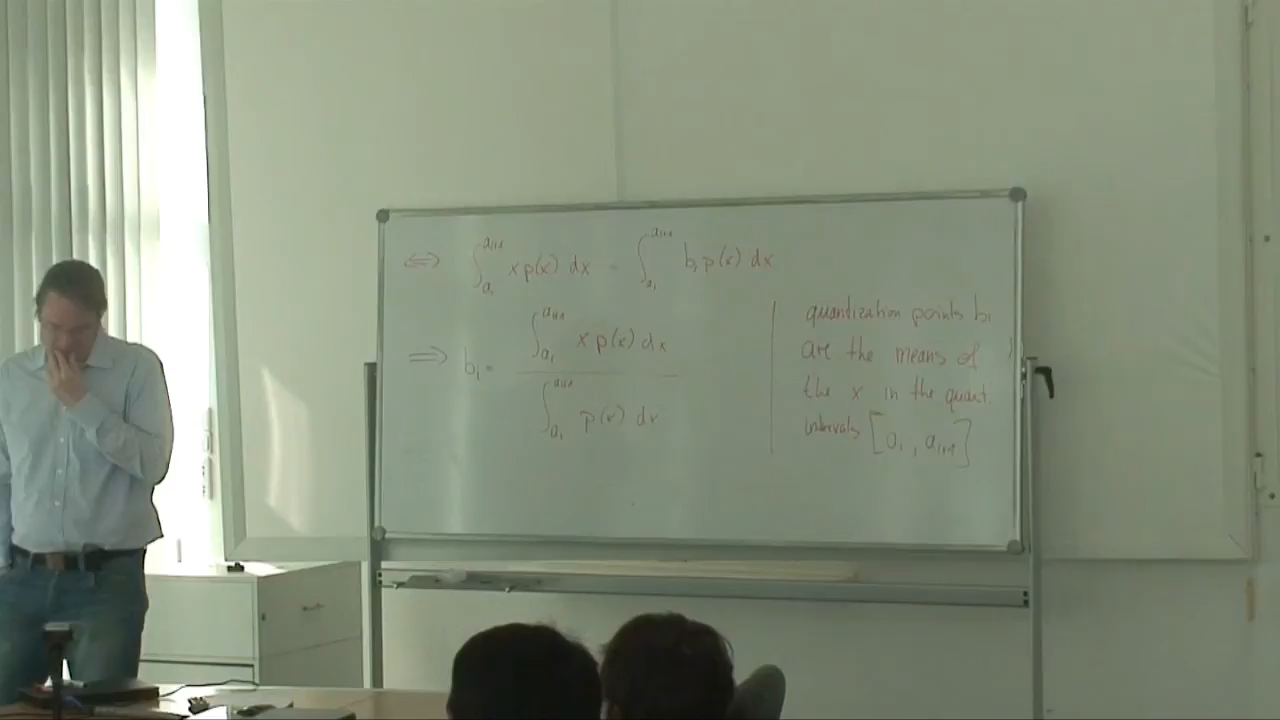 ⇔ ∫_{a_i}^{a_{i+1}} x p(x) dx = ∫_{a_i}^{a_{i+1}} b_i p(x) dx
⇒ b_i = ∫_{a_i}^{a_{i+1}} x p(x) dx
∫_{a_i}^{a_{i+1}} p(x) dx
quantization points b_i
are the means of
the x in the quant.
intervals [a_i, a_{i+1}]